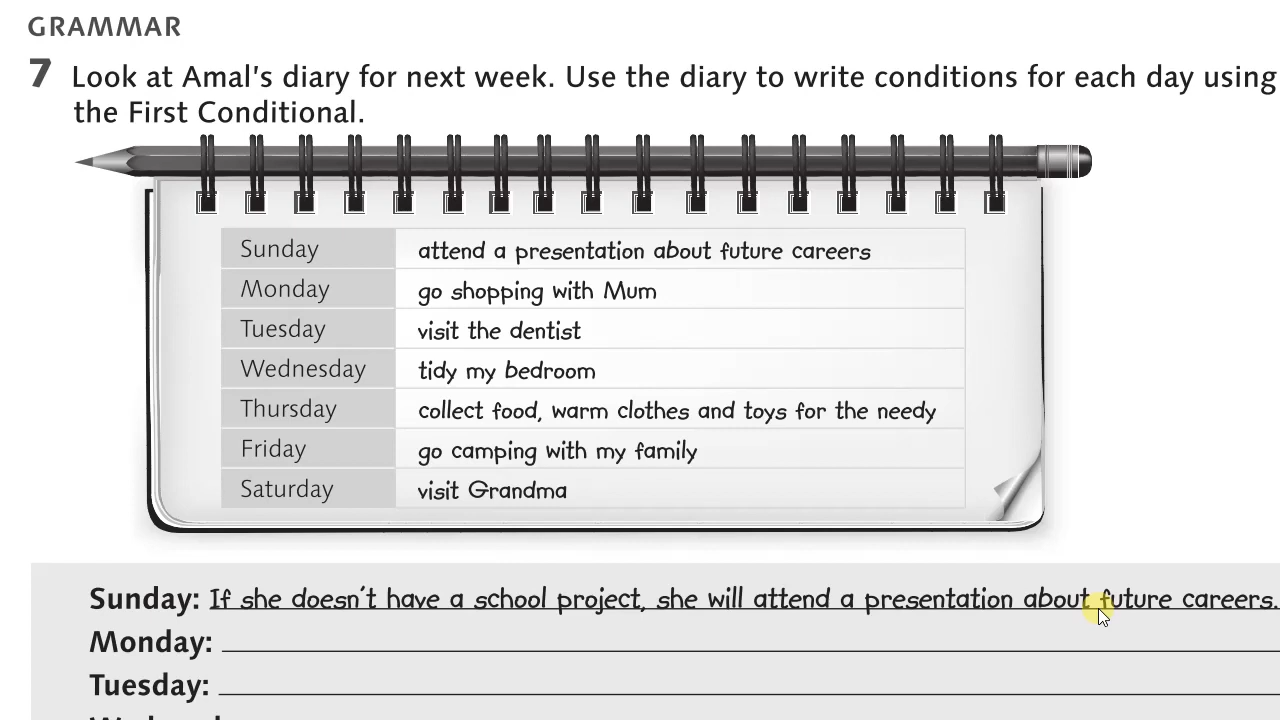 GRAMMAR
7 Look at Amal's diary for next week. Use the diary to write conditions for each day using
the First Conditional.
Sunday attend a presentation about future careers
Monday go shopping with Mum
Tuesday visit the dentist
Wednesday tidy my bedroom
Thursday collect food, warm clothes and toys for the needy
Friday go camping with my family
Saturday visit Grandma
Sunday: If she doesn't have a school project, she will attend a presentation about future careers.
Monday:
Tuesday: